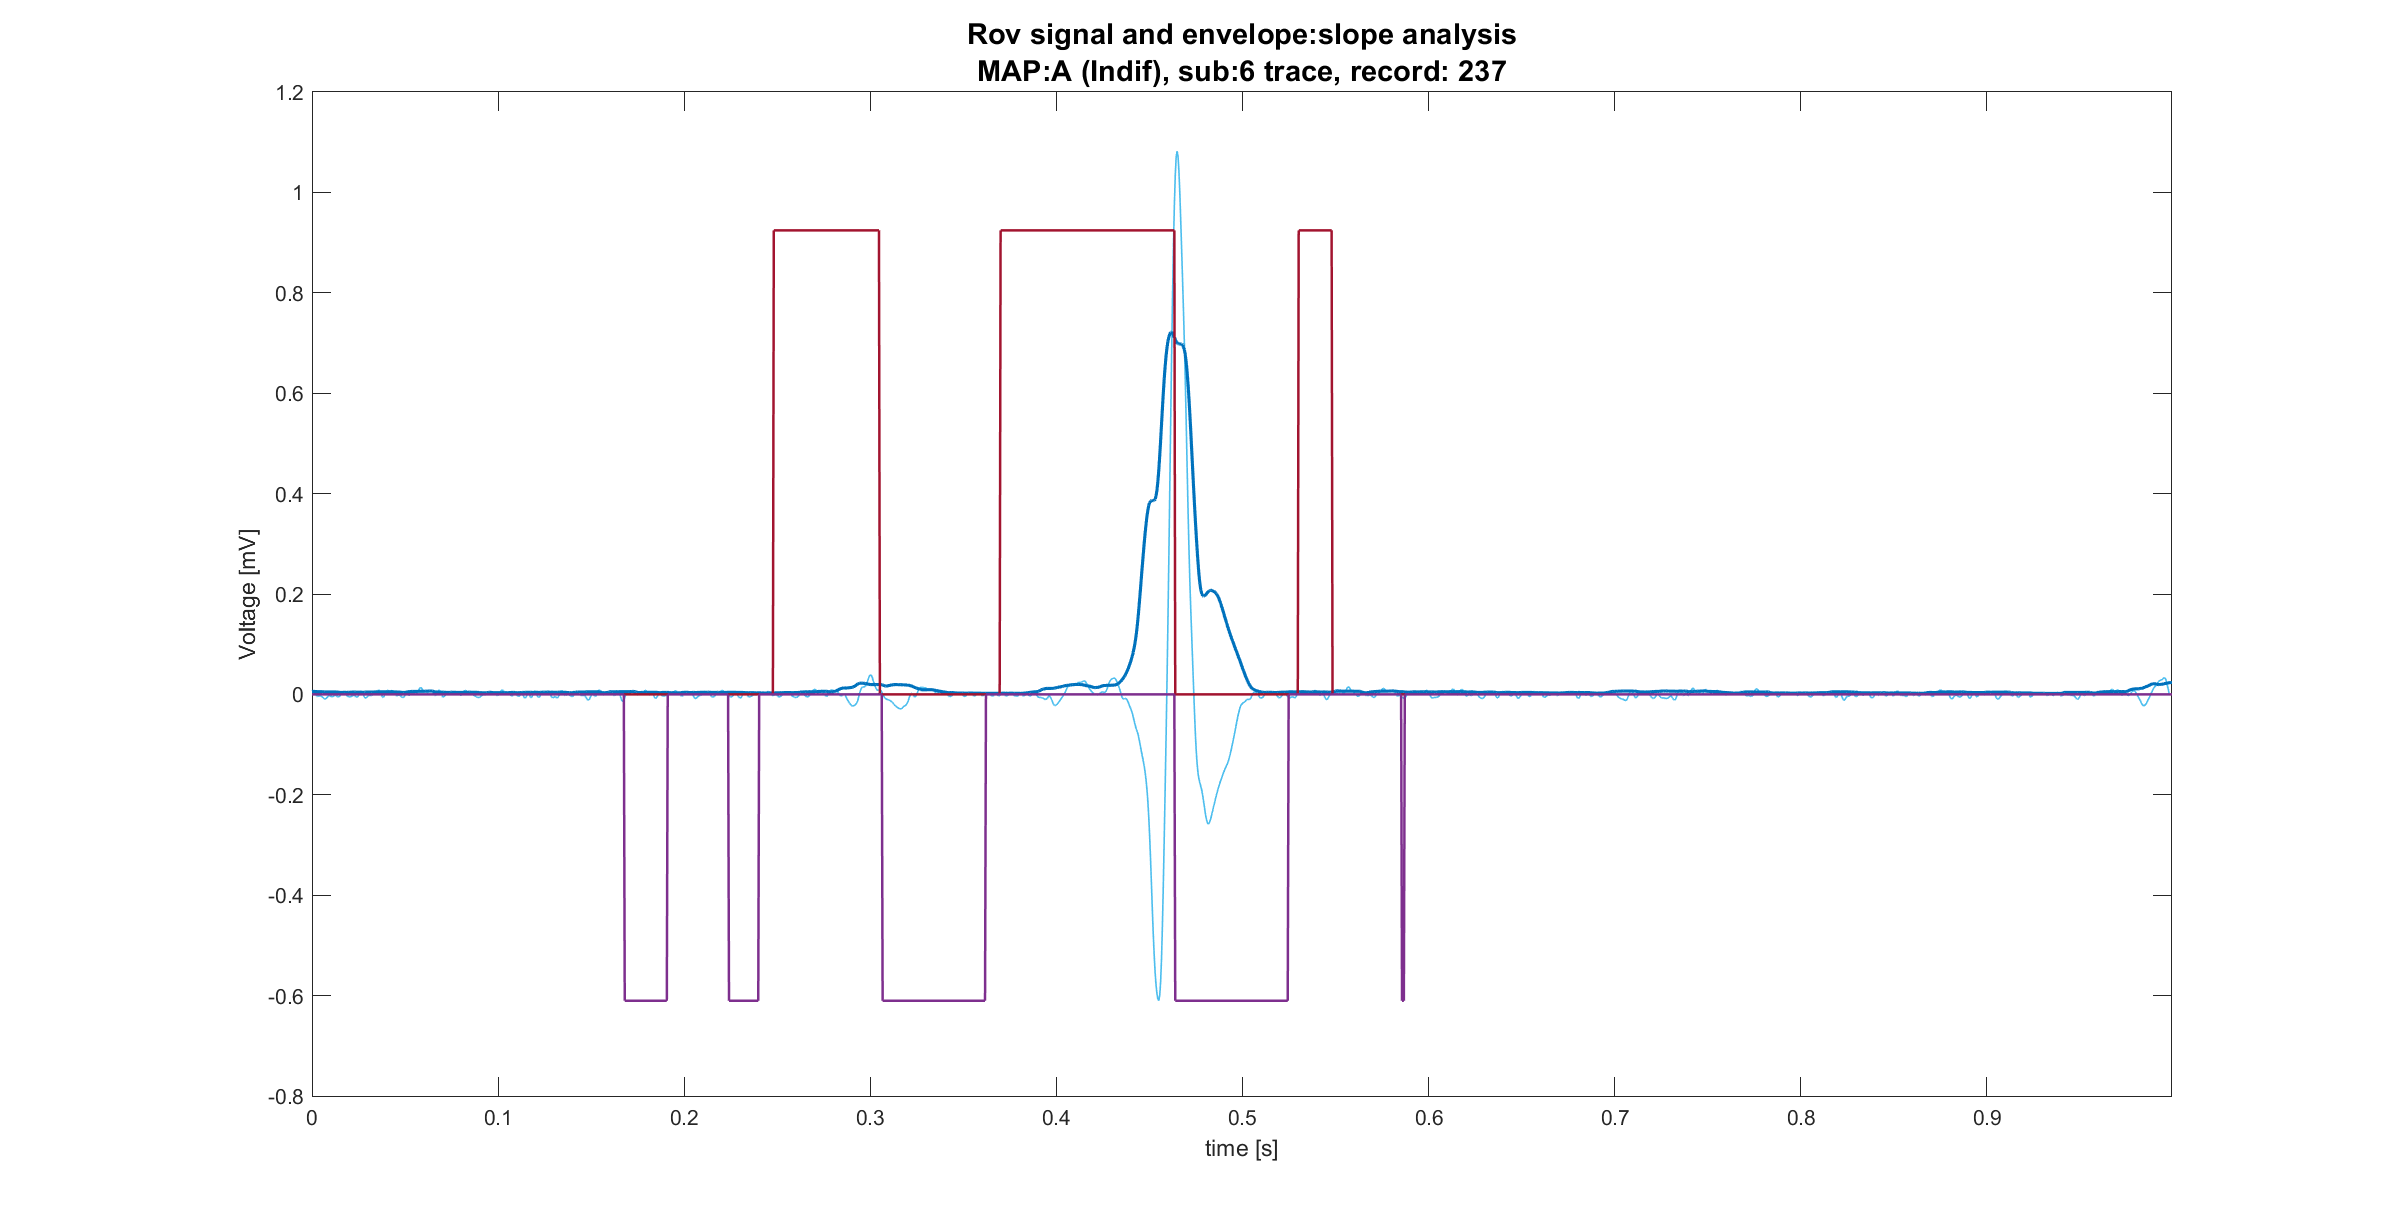 Rov signal and envelope:slope analysis
MAP:A (Indif), sub:6 trace, record: 237
1.2
1
0.8
0.6
0.4
0.2
0
-0.2
-0.4
-0.6
-0.8
Voltage [mV]
0 0.1 0.2 0.3 0.4 0.5 0.6 0.7 0.8 0.9
time [s]